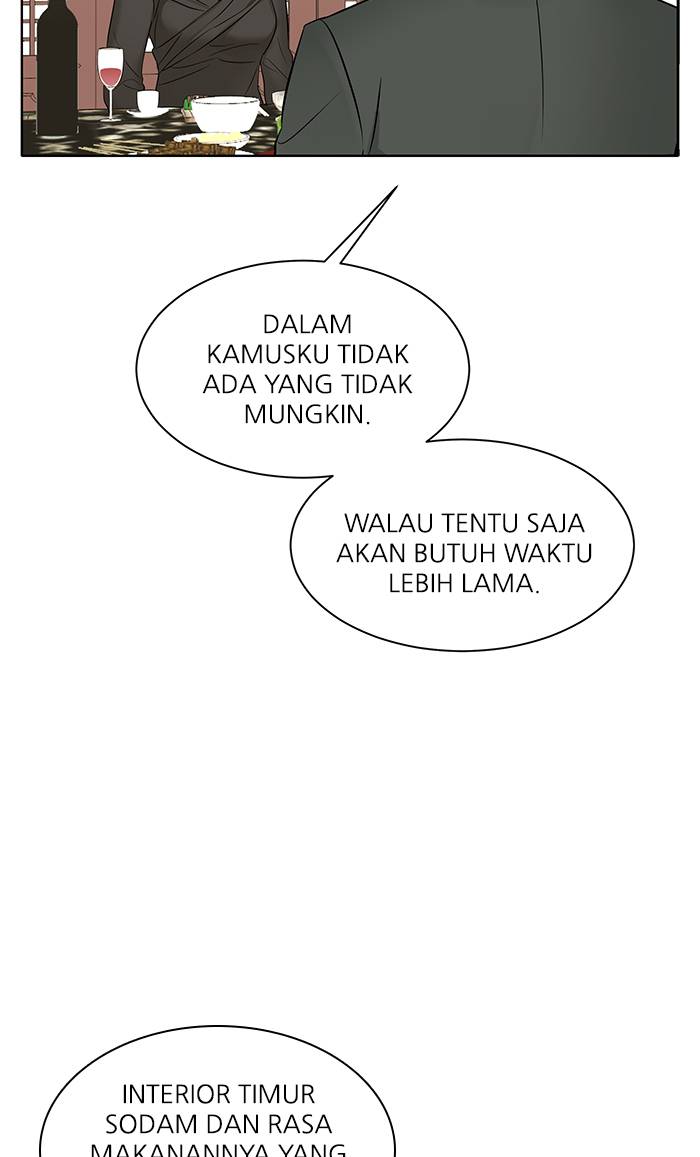 DALAM
KAMUSKU TIDAK
ADA YANG TIDAK
MUNGKIN.
WALAU TENTU SAJA
AKAN BUTUH WAKTU
LEBIH LAMA.
INTERIOR TIMUR
SODAM DAN RASA
MAKANANNYA YANG